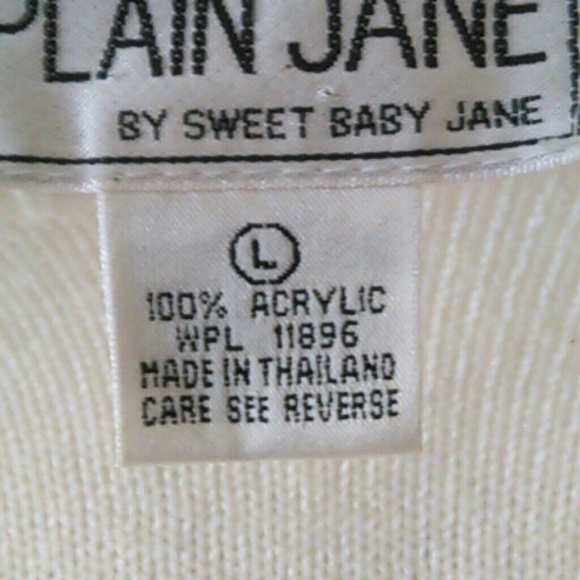 PLAIN JANE
BY SWEET BABY JANE
L
100% ACRYLIC
WPL 11896
MADE IN THAILAND
CARE SEE REVERSE